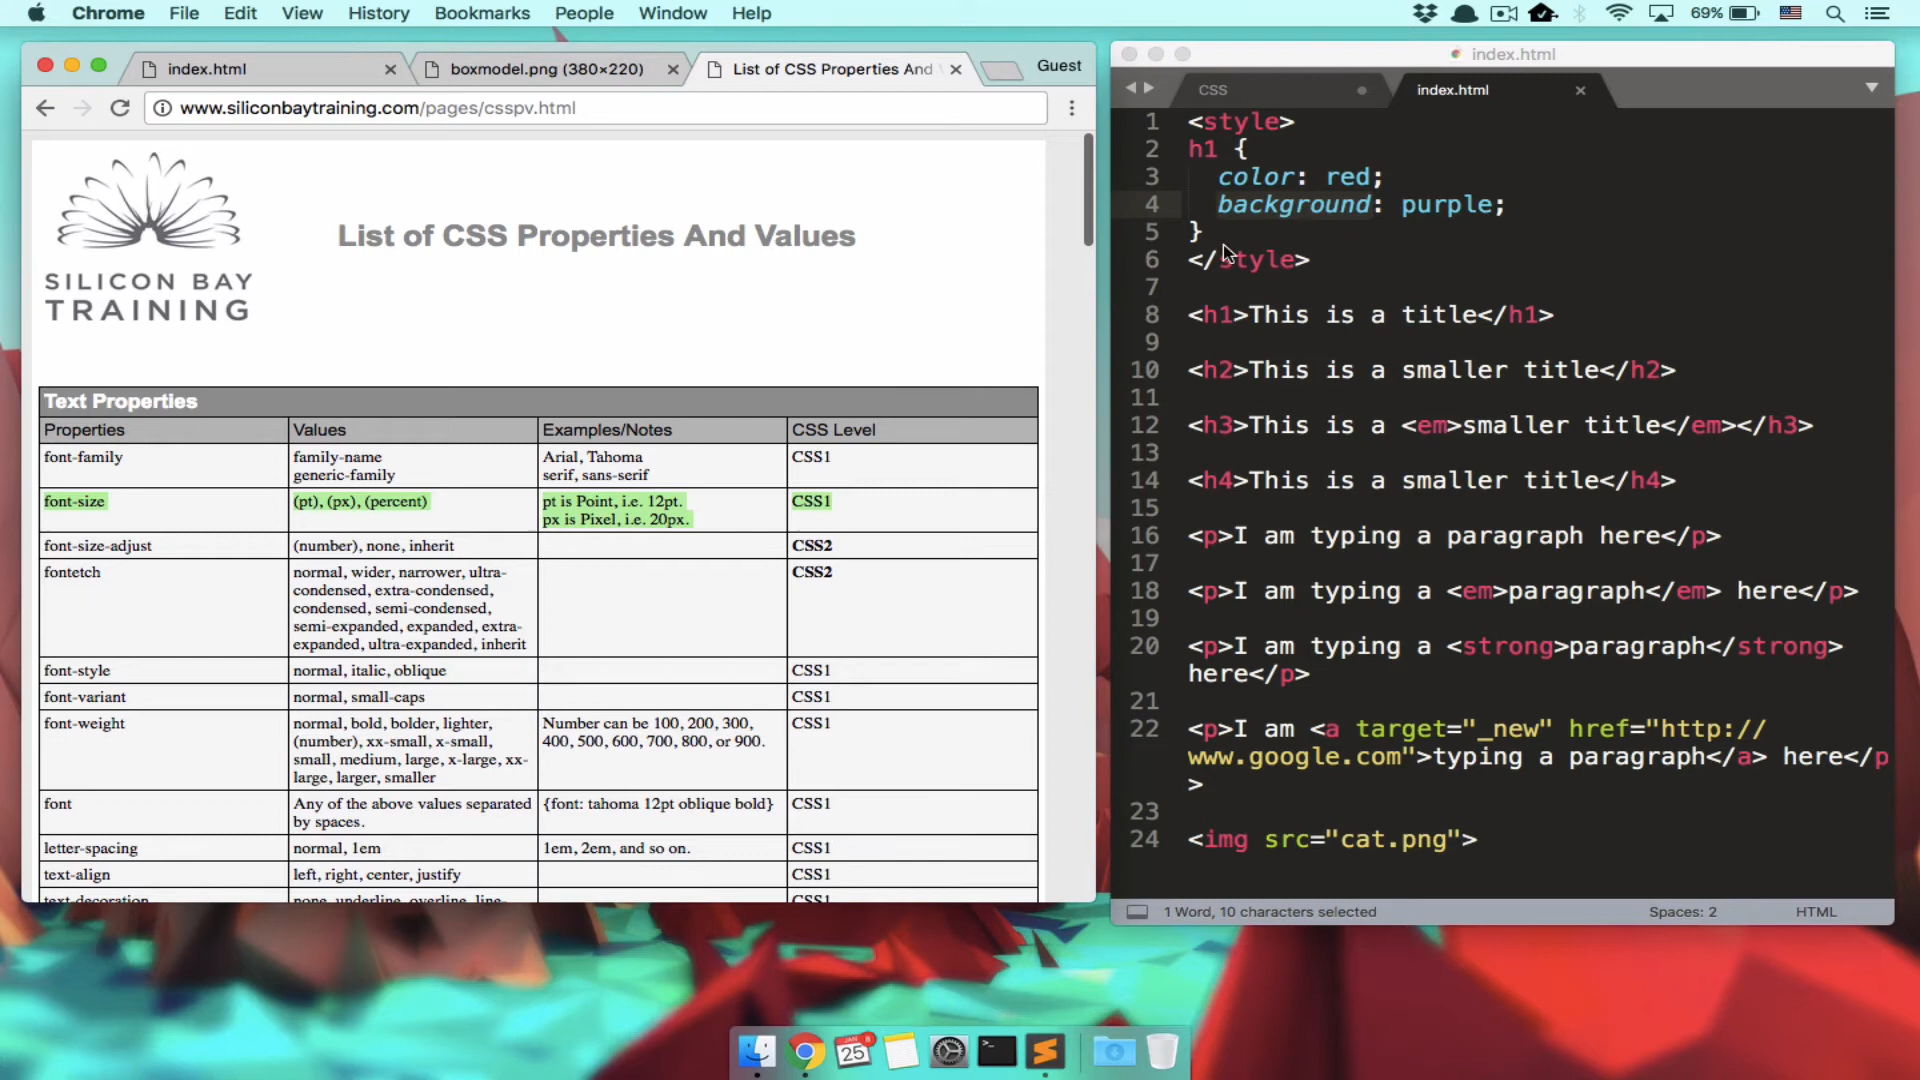 Chrome File Edit View History Bookmarks People Window Help
69%
index.html
boxmodel.png (380×220)
List of CSS Properties And
Guest
www.siliconbaytraining.com/pages/csspv.html
SILICON BAY
TRAINING
List of CSS Properties And Values
Text Properties
Properties Values Examples/Notes CSS Level
font-family family-name Arial, Tahoma CSS1
generic-family serif, sans-serif
font-size (pt), (px), (percent) pt is Point, i.e. 12pt. CSS1
px is Pixel, i.e. 20px.
font-size-adjust (number), none, inherit CSS2
fontetch normal, wider, narrower, ultra- CSS2
condensed, extra-condensed,
condensed, semi-condensed,
semi-expanded, expanded, extra-
expanded, ultra-expanded, inherit
font-style normal, italic, oblique CSS1
font-variant normal, small-caps CSS1
font-weight normal, bold, bolder, lighter, Number can be 100, 200, 300, CSS1
(number), xx-small, x-small, 400, 500, 600, 700, 800, or 900.
small, medium, large, x-large, xx-
large, larger, smaller
font Any of the above values separated {font: tahoma 12pt oblique bold} CSS1
by spaces.
letter-spacing normal, 1em 1em, 2em, and so on. CSS1
text-align left, right, center, justify CSS1
text-decoration none, underline, overline, line- CSS1
index.html
CSS
index.html
1 <style>
2 h1 {
3 color: red;
4 background: purple;
5 }
6 </style>
7
8 <h1>This is a title</h1>
9
10 <h2>This is a smaller title</h2>
11
12 <h3>This is a <em>smaller title</em></h3>
13
14 <h4>This is a smaller title</h4>
15
16 <p>I am typing a paragraph here</p>
17
18 <p>I am typing a <em>paragraph</em> here</p>
19
20 <p>I am typing a <strong>paragraph</strong>
here</p>
21
22 <p>I am <a target="_new" href="http://
www.google.com">typing a paragraph</a> here</p
>
23
24 <img src="cat.png">
1 Word, 10 characters selected
Spaces: 2
HTML
JAN
25
8